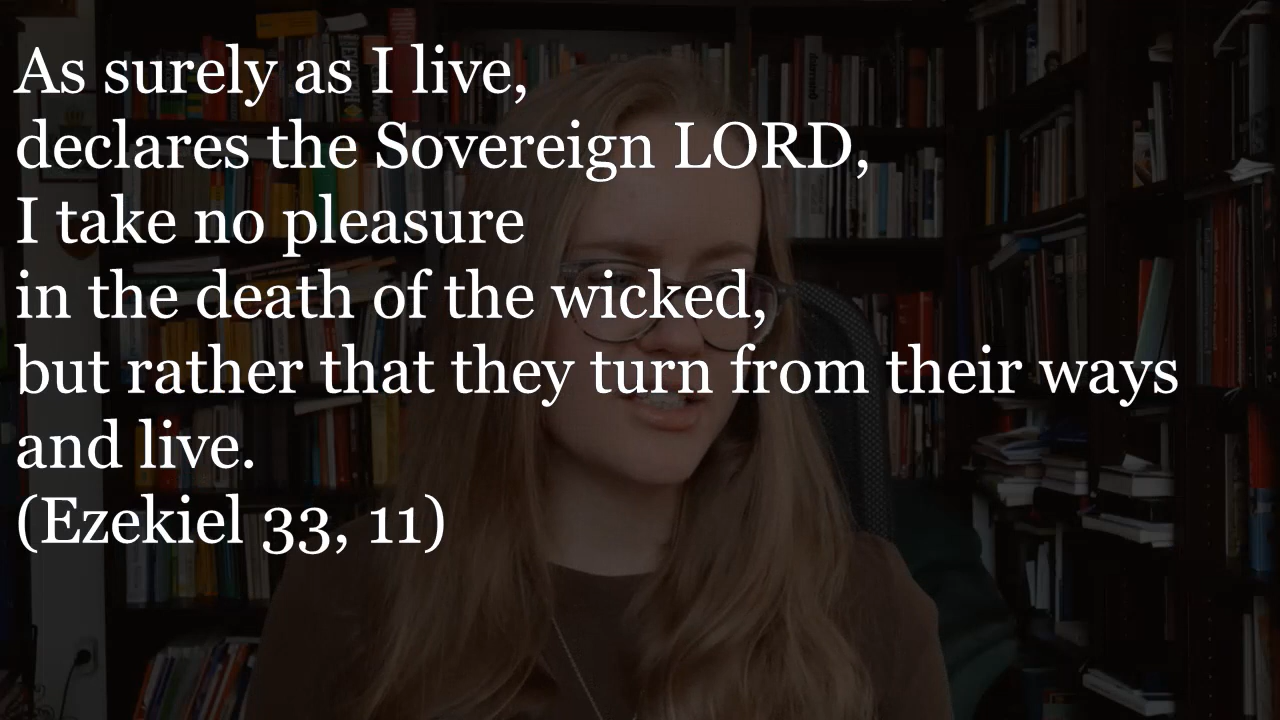 As surely as I live,
declares the Sovereign LORD,
I take no pleasure
in the death of the wicked,
but rather that they turn from their ways
and live.
(Ezekiel 33, 11)